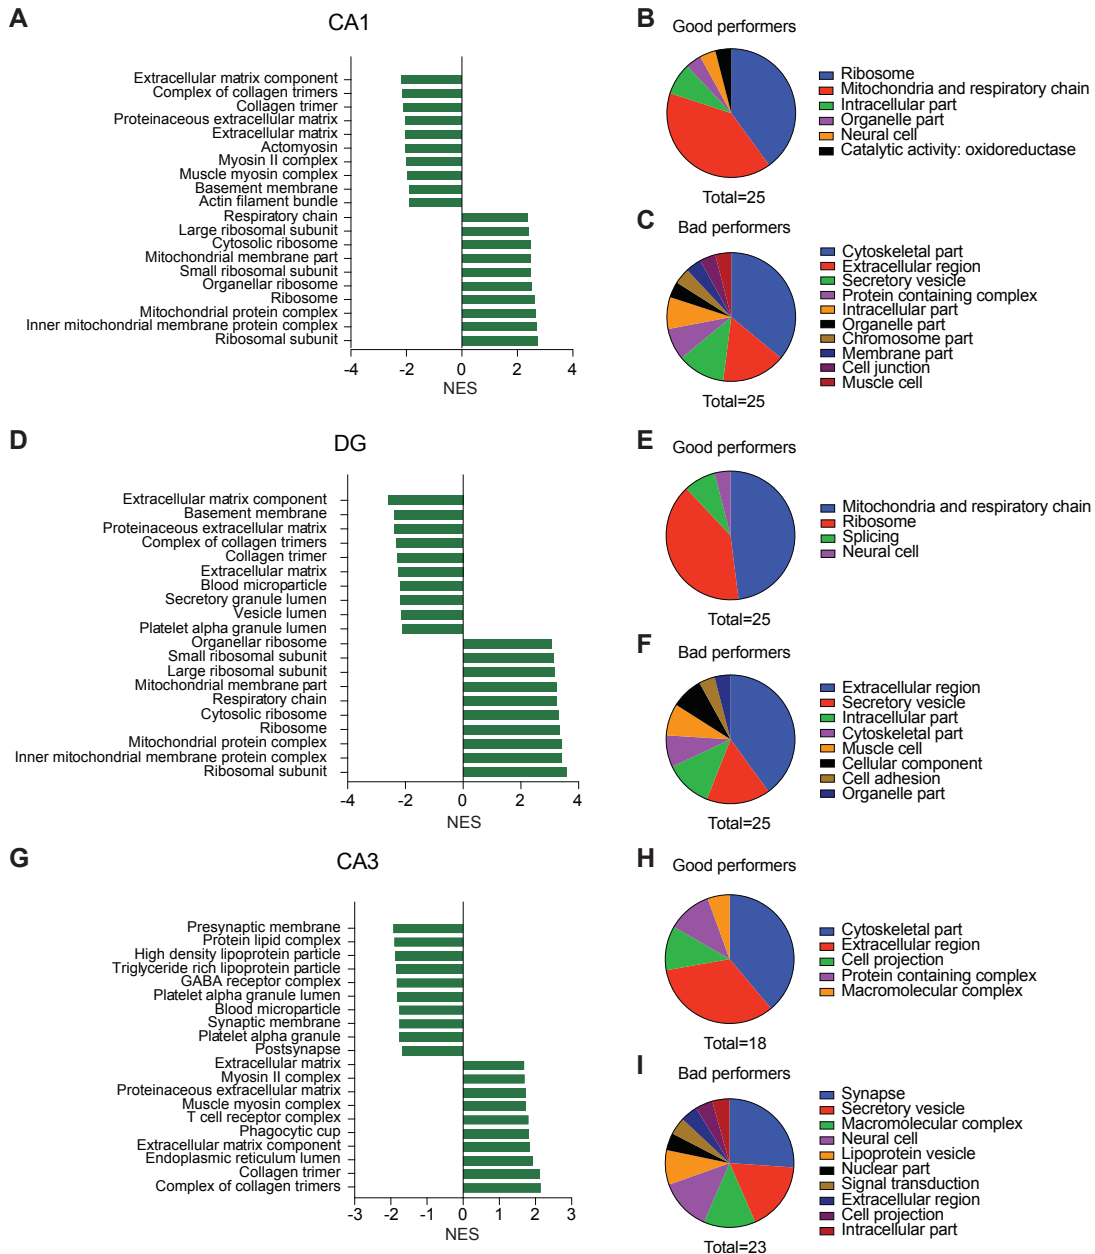 A
CA1
Extracellular matrix component
Complex of collagen trimers
Collagen trimer
Proteinaceous extracellular matrix
Extracellular matrix
Actomyosin
Myosin II complex
Muscle myosin complex
Basement membrane
Actin filament bundle
Respiratory chain
Large ribosomal subunit
Cytosolic ribosome
Mitochondrial membrane part
Small ribosomal subunit
Organellar ribosome
Ribosome
Mitochondrial protein complex
Inner mitochondrial membrane protein complex
Ribosomal subunit
-4 -2 0 2 4
NES
B
Good performers
Ribosome
Mitochondria and respiratory chain
Intracellular part
Organelle part
Neural cell
Catalytic activity: oxidoreductase
Total=25
C
Bad performers
Cytoskeletal part
Extracellular region
Secretory vesicle
Protein containing complex
Intracellular part
Organelle part
Chromosome part
Membrane part
Cell junction
Muscle cell
Total=25
D
DG
Extracellular matrix component
Basement membrane
Proteinaceous extracellular matrix
Complex of collagen trimers
Collagen trimer
Extracellular matrix
Blood microparticle
Secretory granule lumen
Vesicle lumen
Platelet alpha granule lumen
Organellar ribosome
Small ribosomal subunit
Large ribosomal subunit
Mitochondrial membrane part
Respiratory chain
Cytosolic ribosome
Ribosome
Mitochondrial protein complex
Inner mitochondrial membrane protein complex
Ribosomal subunit
-4 -2 0 2 4
NES
E
Good performers
Mitochondria and respiratory chain
Ribosome
Splicing
Neural cell
Total=25
F
Bad performers
Extracellular region
Secretory vesicle
Intracellular part
Cytoskeletal part
Muscle cell
Cellular component
Cell adhesion
Organelle part
Total=25
G
CA3
Presynaptic membrane
Protein lipid complex
High density lipoprotein particle
Triglyceride rich lipoprotein particle
GABA receptor complex
Platelet alpha granule lumen
Blood microparticle
Synaptic membrane
Platelet alpha granule
Postsynapse
Extracellular matrix
Myosin II complex
Proteinaceous extracellular matrix
Muscle myosin complex
T cell receptor complex
Phagocytic cup
Extracellular matrix component
Endoplasmic reticulum lumen
Collagen trimer
Complex of collagen trimers
-3 -2 -1 0 1 2 3
NES
H
Good performers
Cytoskeletal part
Extracellular region
Cell projection
Protein containing complex
Macromolecular complex
Total=18
I
Bad performers
Synapse
Secretory vesicle
Macromolecular complex
Neural cell
Lipoprotein vesicle
Nuclear part
Signal transduction
Extracellular region
Cell projection
Intracellular part
Total=23